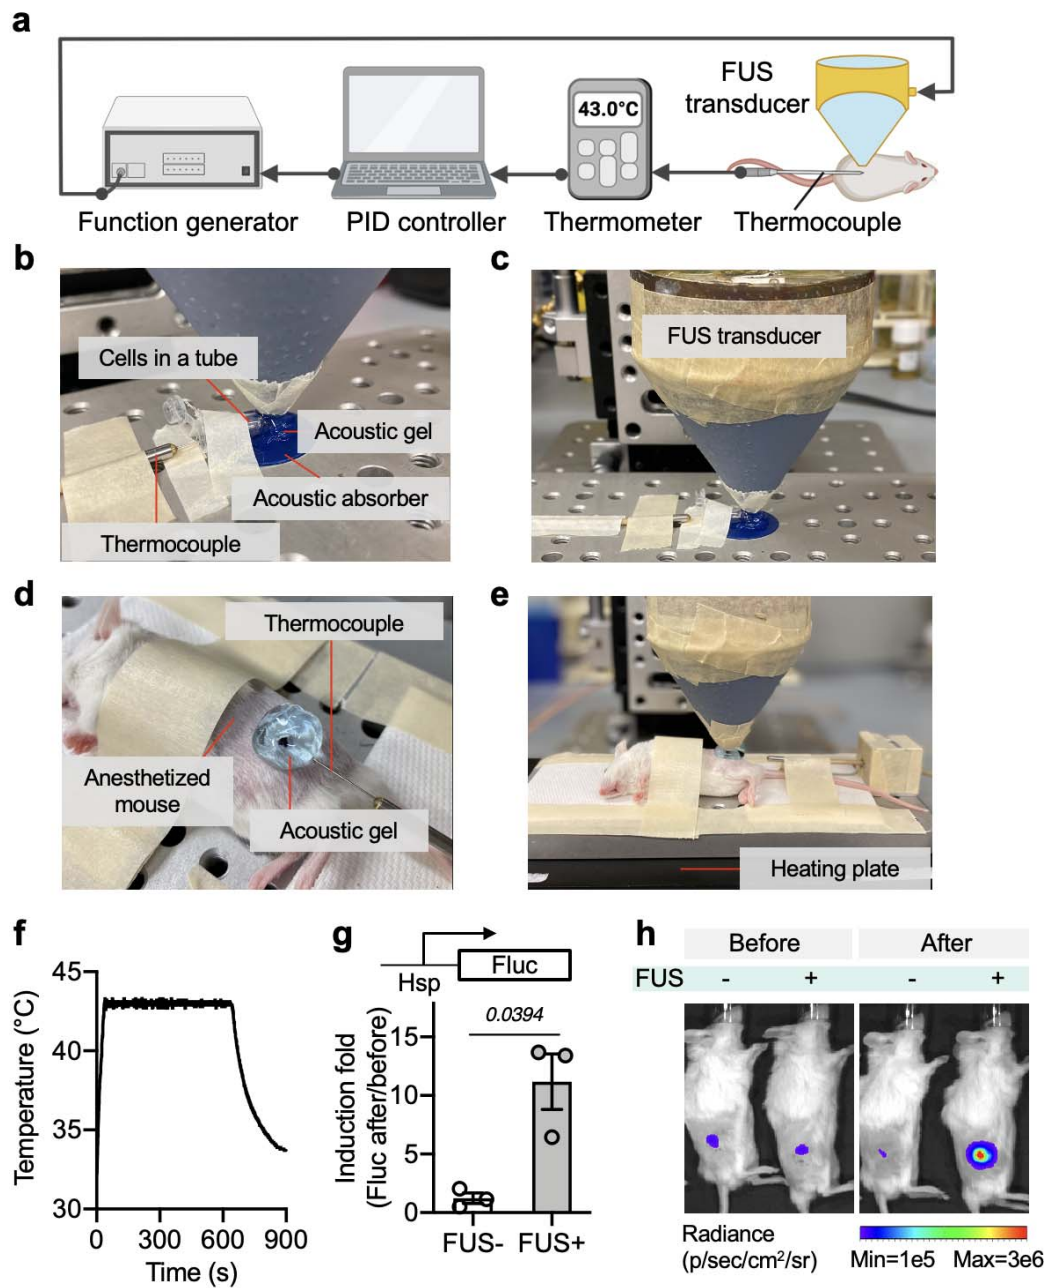 a
FUS
transducer
43.0°C
Function generator
PID controller
Thermometer
Thermocouple
b
Cells in a tube
Acoustic gel
Acoustic absorber
Thermocouple
c
FUS transducer
d
Thermocouple
Anesthetized
mouse
Acoustic gel
e
Heating plate
f
45
40
35
30
Temperature (°C)
0 300 600 900
Time (s)
g
Hsp
Fluc
0.0394
15
10
5
0
Induction fold
(Fluc after/before)
FUS- FUS+
h
Before After
FUS - + - +
Radiance
(p/sec/cm²/sr)
Min=1e5 Max=3e6